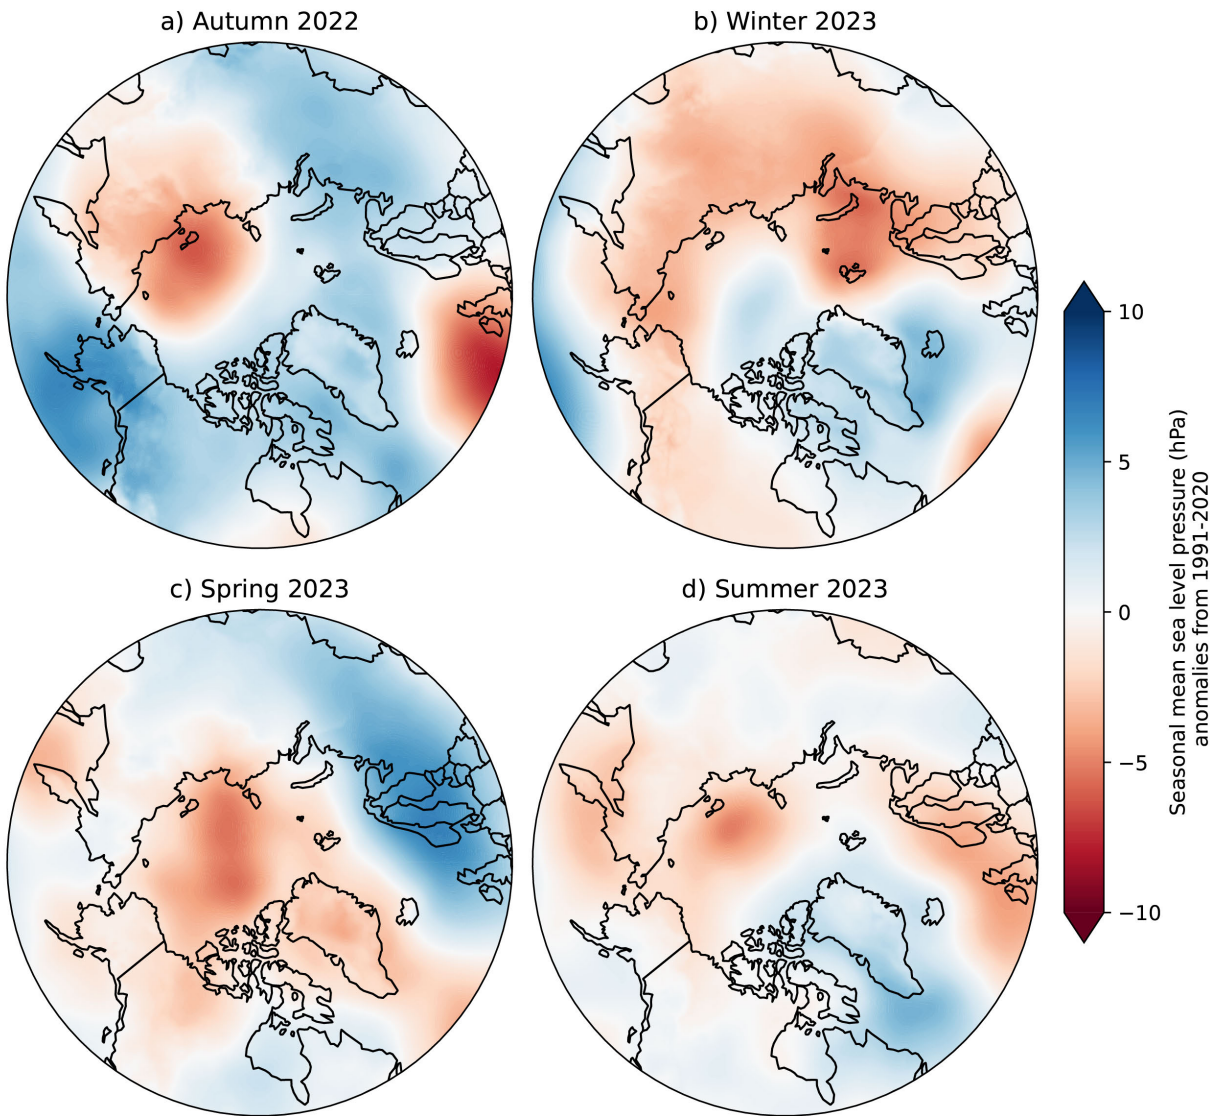 a) Autumn 2022
b) Winter 2023
c) Spring 2023
d) Summer 2023
10
5
0
−5
−10
Seasonal mean sea level pressure (hPa)
anomalies from 1991-2020